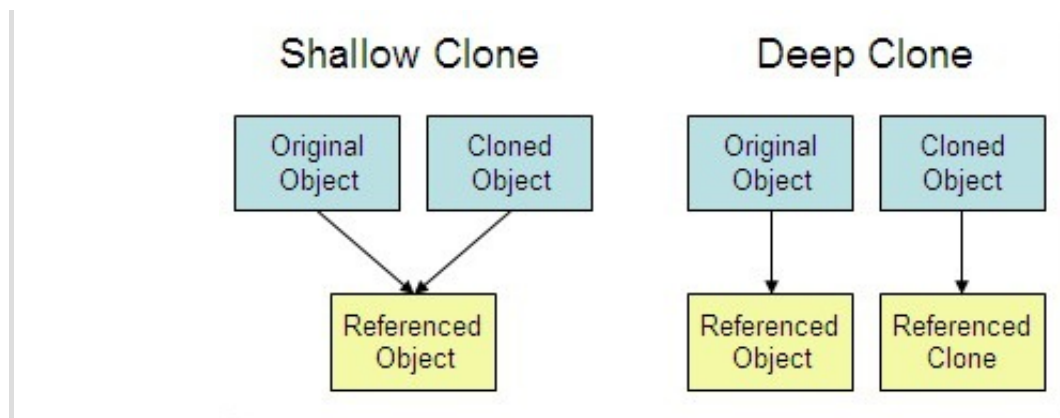 Shallow Clone
Deep Clone
Original
Object
Cloned
Object
Original
Object
Cloned
Object
Referenced
Object
Referenced
Object
Referenced
Clone